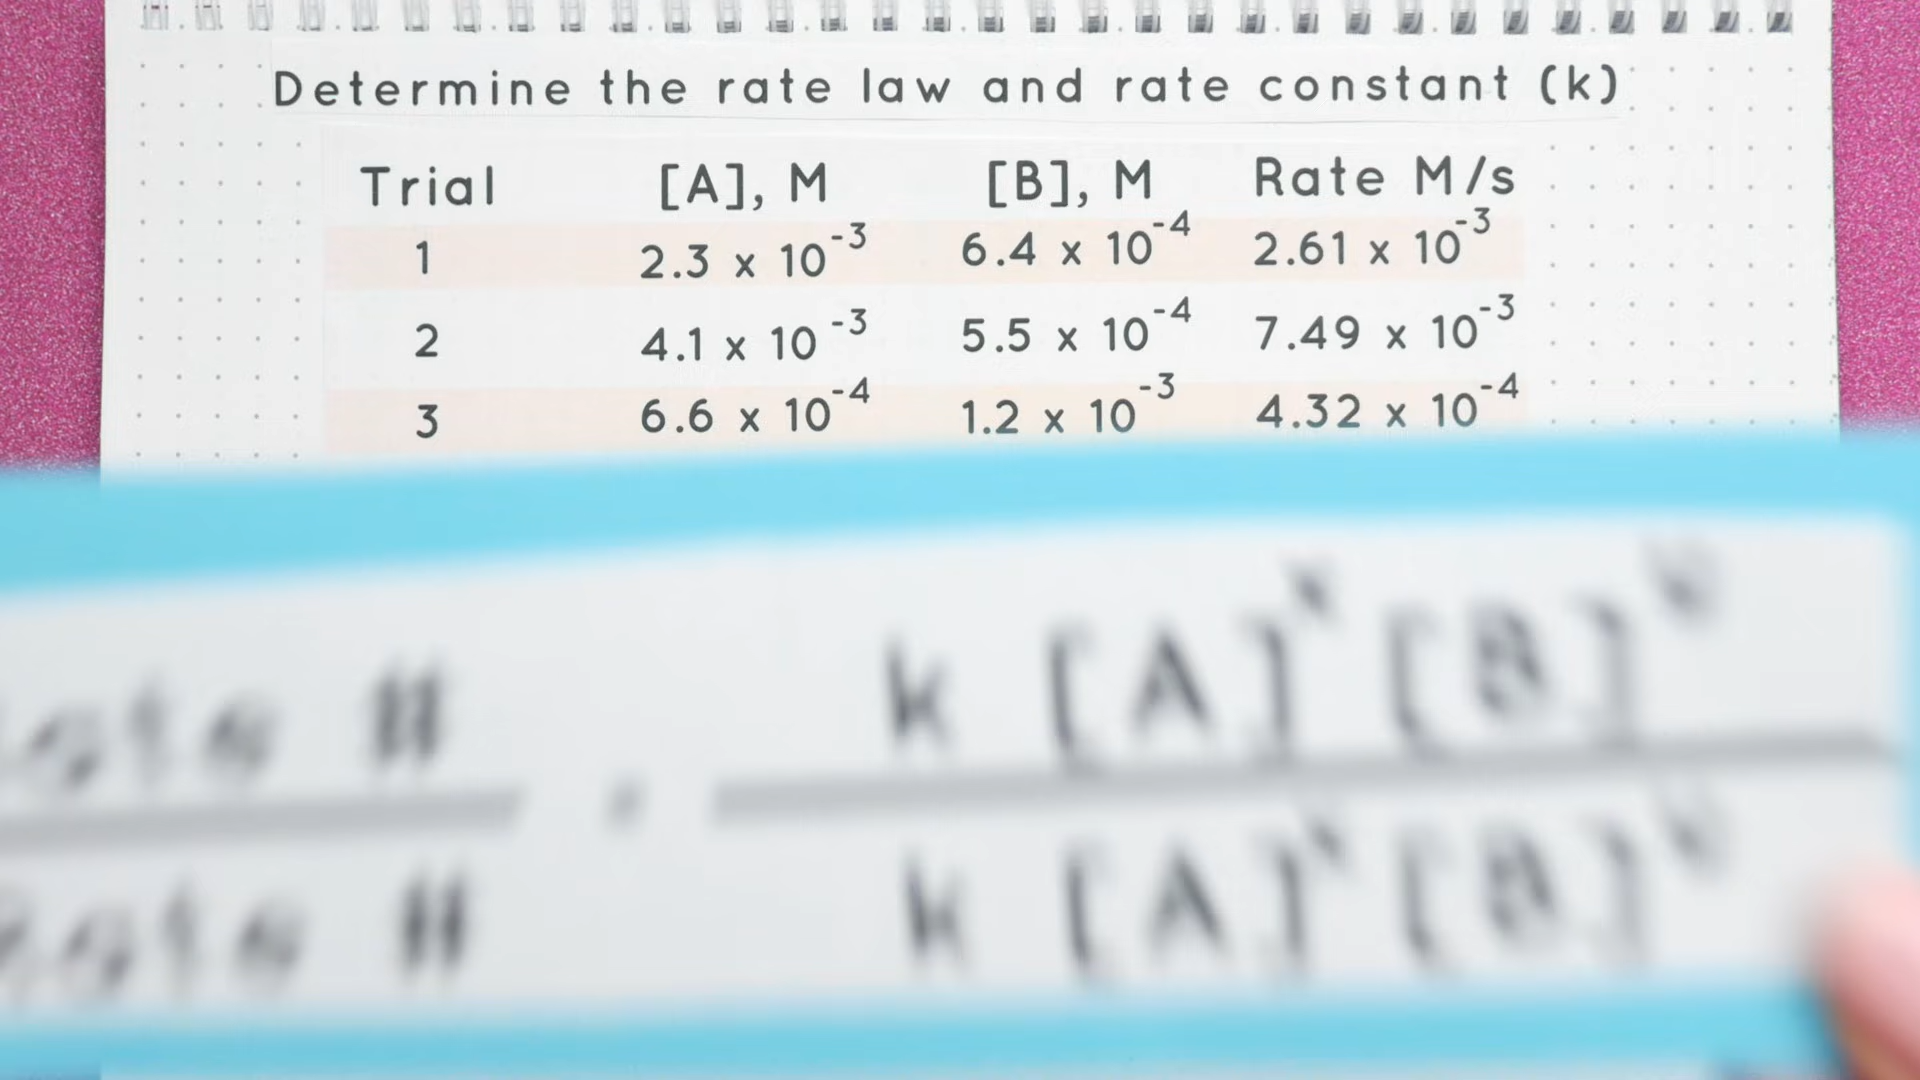 Determine the rate law and rate constant (k)
Trial [A], M [B], M Rate M/s
1 2.3 x 10⁻³ 6.4 x 10⁻⁴ 2.61 x 10⁻³
2 4.1 x 10⁻³ 5.5 x 10⁻⁴ 7.49 x 10⁻³
3 6.6 x 10⁻⁴ 1.2 x 10⁻³ 4.32 x 10⁻⁴
# k [A] [B]
Rate # k [A] [B]